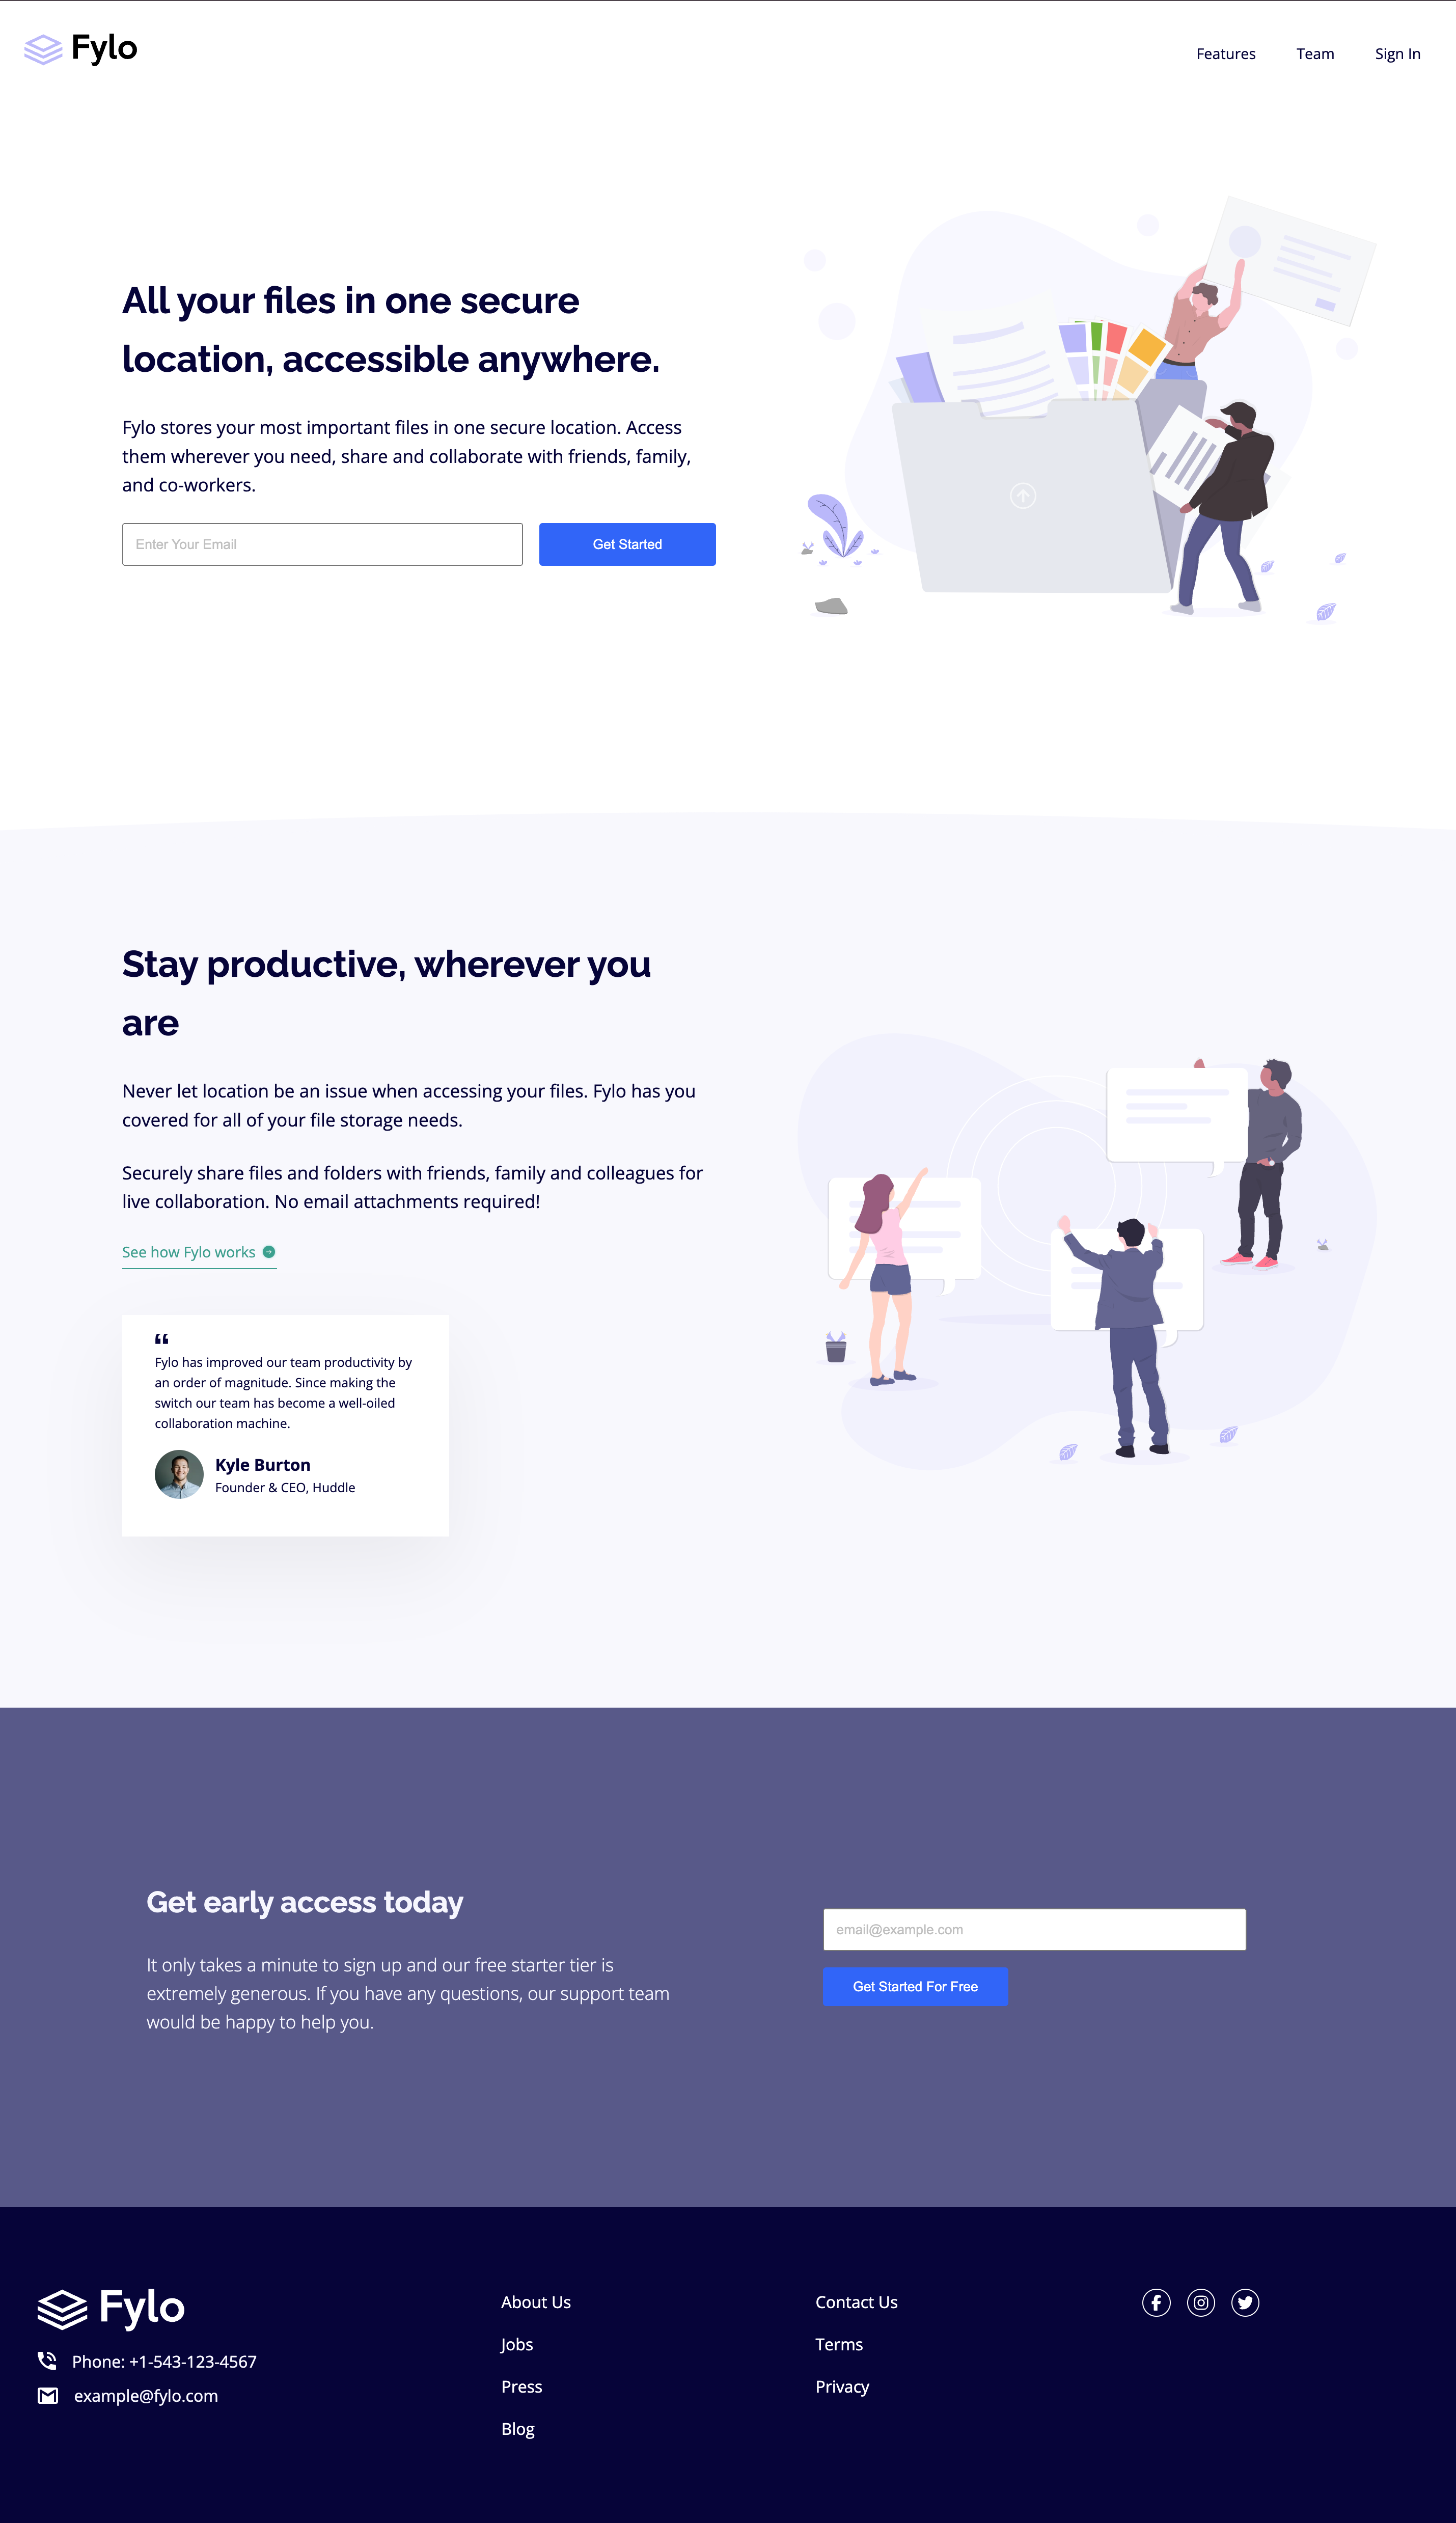 Fylo
Features
Team
Sign In
All your files in one secure
location, accessible anywhere.
Fylo stores your most important files in one secure location. Access
them wherever you need, share and collaborate with friends, family,
and co-workers.
Enter Your Email
Get Started
Stay productive, wherever you
are
Never let location be an issue when accessing your files. Fylo has you
covered for all of your file storage needs.
Securely share files and folders with friends, family and colleagues for
live collaboration. No email attachments required!
See how Fylo works
“
Fylo has improved our team productivity by
an order of magnitude. Since making the
switch our team has become a well-oiled
collaboration machine.
Kyle Burton
Founder & CEO, Huddle
Get early access today
It only takes a minute to sign up and our free starter tier is
extremely generous. If you have any questions, our support team
would be happy to help you.
email@example.com
Get Started For Free
Fylo
Phone: +1-543-123-4567
example@fylo.com
About Us
Jobs
Press
Blog
Contact Us
Terms
Privacy